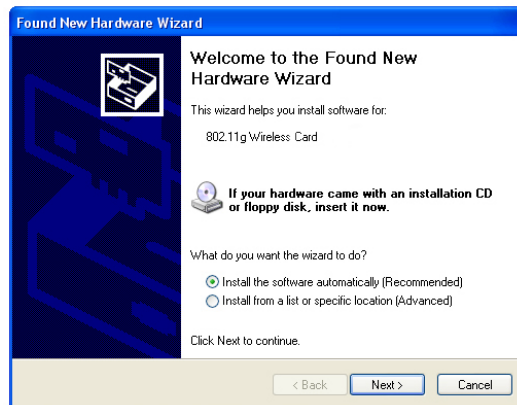 Found New Hardware Wizard
Welcome to the Found New
Hardware Wizard
This wizard helps you install software for:
802.11g Wireless Card
If your hardware came with an installation CD
or floppy disk, insert it now.
What do you want the wizard to do?
Install the software automatically (Recommended)
Install from a list or specific location (Advanced)
Click Next to continue.
< Back
Next >
Cancel